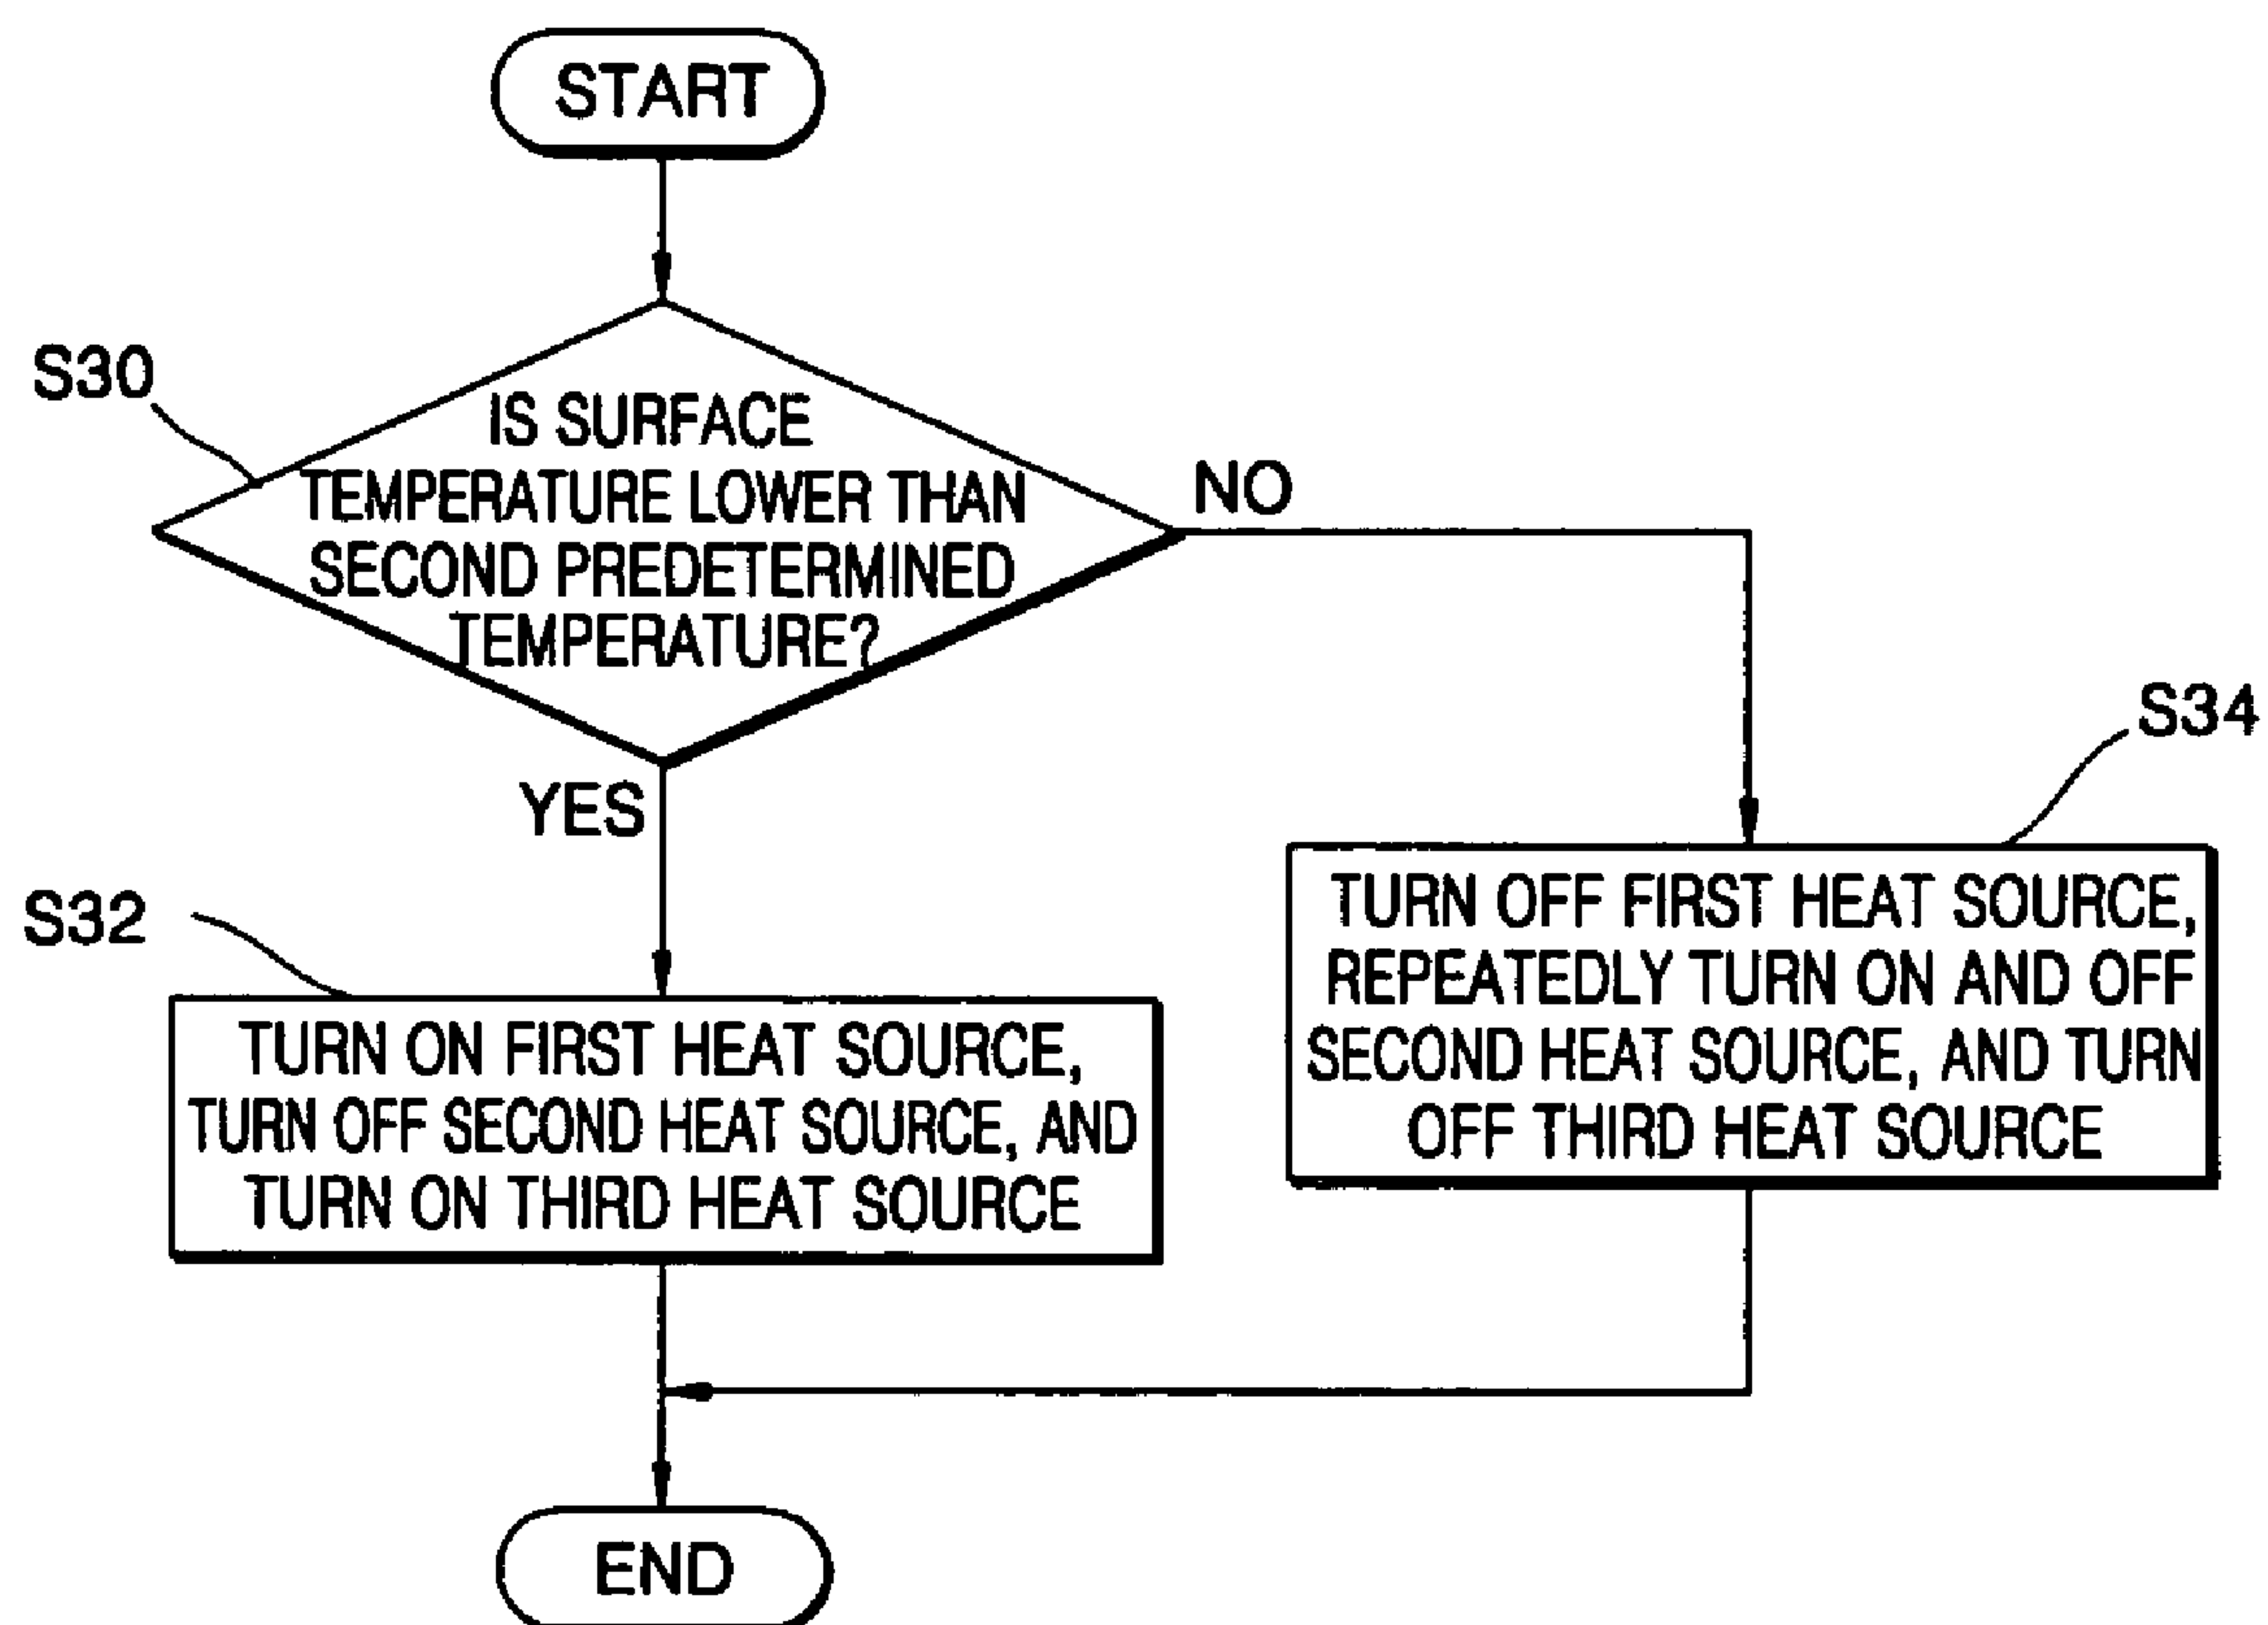 START
S30
IS SURFACE
TEMPERATURE LOWER THAN
SECOND PREDETERMINED
TEMPERATURE?
NO
YES
S34
S32
TURN OFF FIRST HEAT SOURCE,
REPEATEDLY TURN ON AND OFF
SECOND HEAT SOURCE, AND TURN
OFF THIRD HEAT SOURCE
TURN ON FIRST HEAT SOURCE,
TURN OFF SECOND HEAT SOURCE, AND
TURN ON THIRD HEAT SOURCE
END